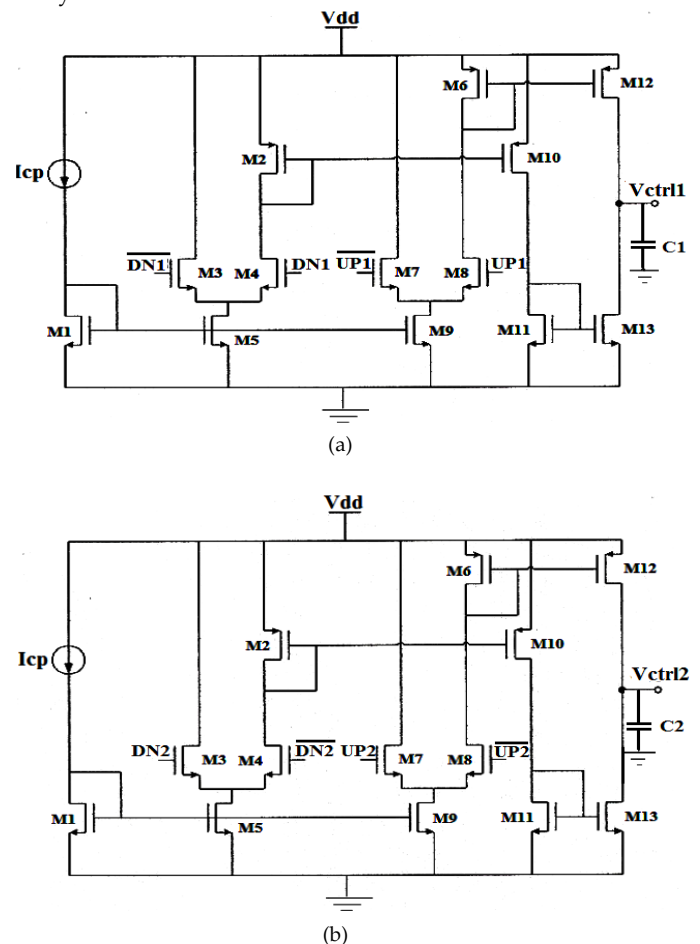 y
Vdd
M6
M12
M2
M10
Icp
Vctrl1
C1
DN1
M3
M4
DN1
UP1
M7
M8
UP1
M1
M5
M9
M11
M13
(a)
Vdd
M6
M12
M2
M10
Icp
Vctrl2
C2
DN2
M3
M4
DN2
UP2
M7
M8
UP2
M1
M5
M9
M11
M13
(b)